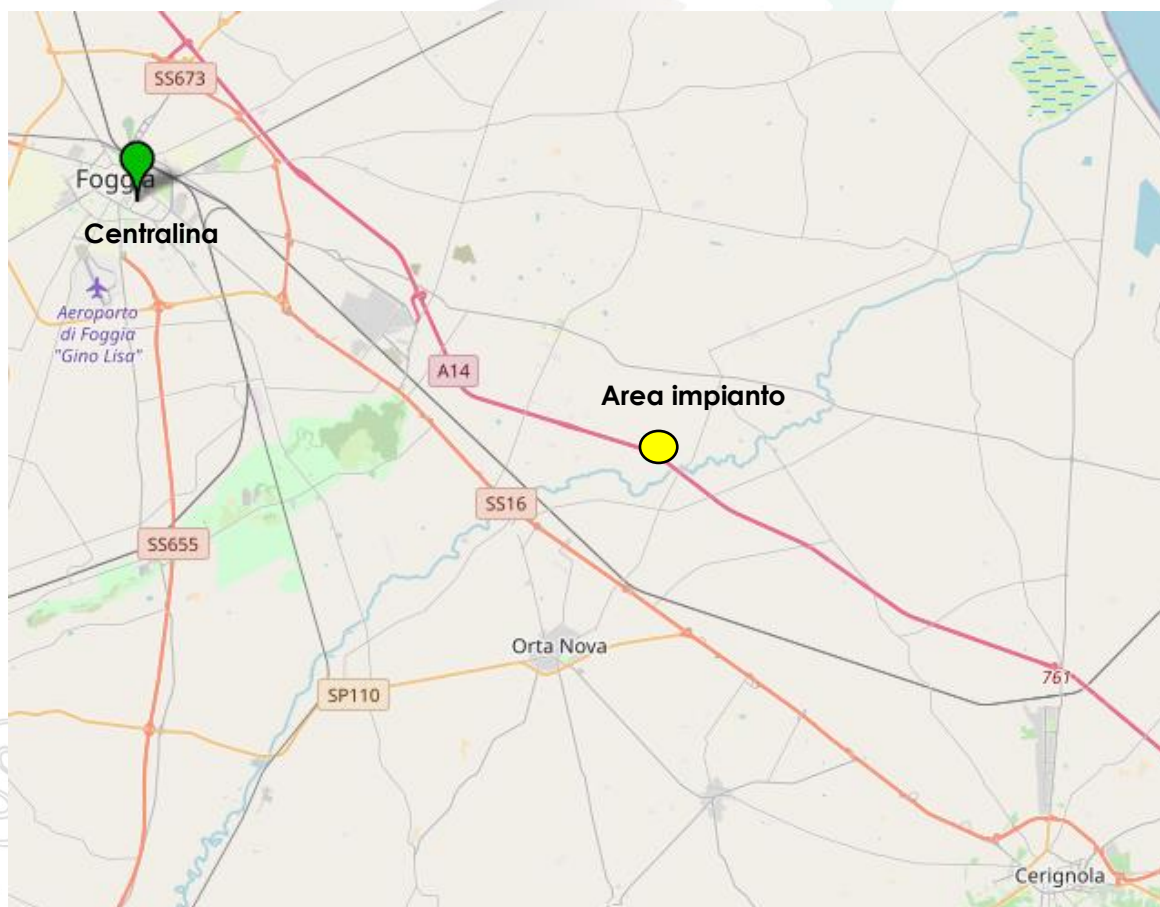 SS673
Foggia
Centralina
Aeroporto
di Foggia
"Gino Lisa"
A14
Area impianto
SS16
SS655
Orta Nova
SP110
761
Cerignola